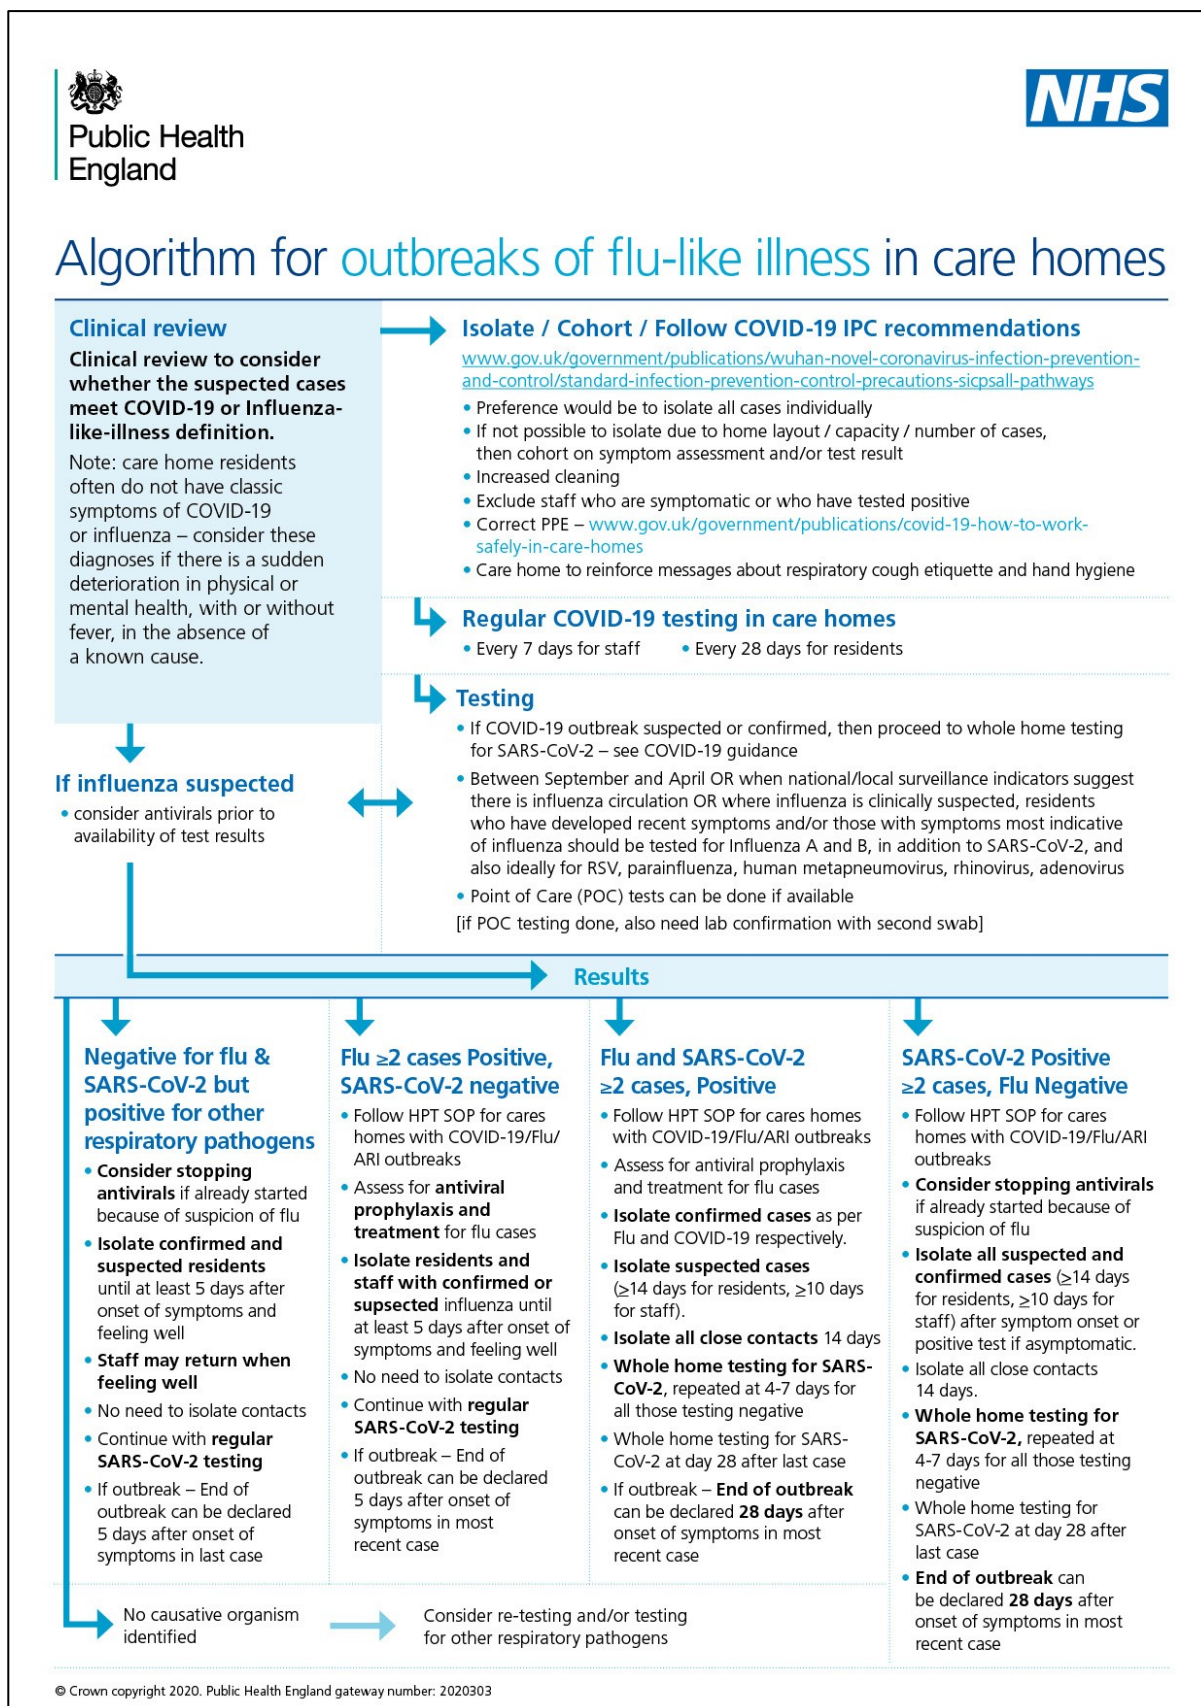 Public Health
England
NHS
Algorithm for outbreaks of flu-like illness in care homes
Clinical review
Clinical review to consider
whether the suspected cases
meet COVID-19 or Influenza-
like-illness definition.
Note: care home residents
often do not have classic
symptoms of COVID-19
or influenza – consider these
diagnoses if there is a sudden
deterioration in physical or
mental health, with or without
fever, in the absence of
a known cause.
Isolate / Cohort / Follow COVID-19 IPC recommendations
www.gov.uk/government/publications/wuhan-novel-coronavirus-infection-prevention-
and-control/standard-infection-prevention-control-precautions-sicpsall-pathways
• Preference would be to isolate all cases individually
• If not possible to isolate due to home layout / capacity / number of cases,
then cohort on symptom assessment and/or test result
• Increased cleaning
• Exclude staff who are symptomatic or who have tested positive
• Correct PPE – www.gov.uk/government/publications/covid-19-how-to-work-
safely-in-care-homes
• Care home to reinforce messages about respiratory cough etiquette and hand hygiene
Regular COVID-19 testing in care homes
• Every 7 days for staff • Every 28 days for residents
Testing
• If COVID-19 outbreak suspected or confirmed, then proceed to whole home testing
for SARS-CoV-2 – see COVID-19 guidance
• Between September and April OR when national/local surveillance indicators suggest
there is influenza circulation OR where influenza is clinically suspected, residents
who have developed recent symptoms and/or those with symptoms most indicative
of influenza should be tested for Influenza A and B, in addition to SARS-CoV-2, and
also ideally for RSV, parainfluenza, human metapneumovirus, rhinovirus, adenovirus
• Point of Care (POC) tests can be done if available
[if POC testing done, also need lab confirmation with second swab]
If influenza suspected
• consider antivirals prior to
availability of test results
Results
Negative for flu &
SARS-CoV-2 but
positive for other
respiratory pathogens
• Consider stopping
antivirals if already started
because of suspicion of flu
• Isolate confirmed and
suspected residents
until at least 5 days after
onset of symptoms and
feeling well
• Staff may return when
feeling well
• No need to isolate contacts
• Continue with regular
SARS-CoV-2 testing
• If outbreak – End of
outbreak can be declared
5 days after onset of
symptoms in last case
Flu ≥2 cases Positive,
SARS-CoV-2 negative
• Follow HPT SOP for cares
homes with COVID-19/Flu/
ARI outbreaks
• Assess for antiviral
prophylaxis and
treatment for flu cases
• Isolate residents and
staff with confirmed or
supsected influenza until
at least 5 days after onset of
symptoms and feeling well
• No need to isolate contacts
• Continue with regular
SARS-CoV-2 testing
• If outbreak – End of
outbreak can be declared
5 days after onset of
symptoms in most
recent case
Flu and SARS-CoV-2
≥2 cases, Positive
• Follow HPT SOP for cares homes
with COVID-19/Flu/ARI outbreaks
• Assess for antiviral prophylaxis
and treatment for flu cases
• Isolate confirmed cases as per
Flu and COVID-19 respectively.
• Isolate suspected cases
(≥14 days for residents, ≥10 days
for staff).
• Isolate all close contacts 14 days
• Whole home testing for SARS-
CoV-2, repeated at 4-7 days for
all those testing negative
• Whole home testing for SARS-
CoV-2 at day 28 after last case
• If outbreak – End of outbreak
can be declared 28 days after
onset of symptoms in most
recent case
SARS-CoV-2 Positive
≥2 cases, Flu Negative
• Follow HPT SOP for cares
homes with COVID-19/Flu/ARI
outbreaks
• Consider stopping antivirals
if already started because of
suspicion of flu
• Isolate all suspected and
confirmed cases (≥14 days
for residents, ≥10 days for
staff) after symptom onset or
positive test if asymptomatic.
• Isolate all close contacts
14 days.
• Whole home testing for
SARS-CoV-2, repeated at
4-7 days for all those testing
negative
• Whole home testing for
SARS-CoV-2 at day 28 after
last case
• End of outbreak can
be declared 28 days after
onset of symptoms in most
recent case
No causative organism
identified
Consider re-testing and/or testing
for other respiratory pathogens
© Crown copyright 2020. Public Health England gateway number: 2020303